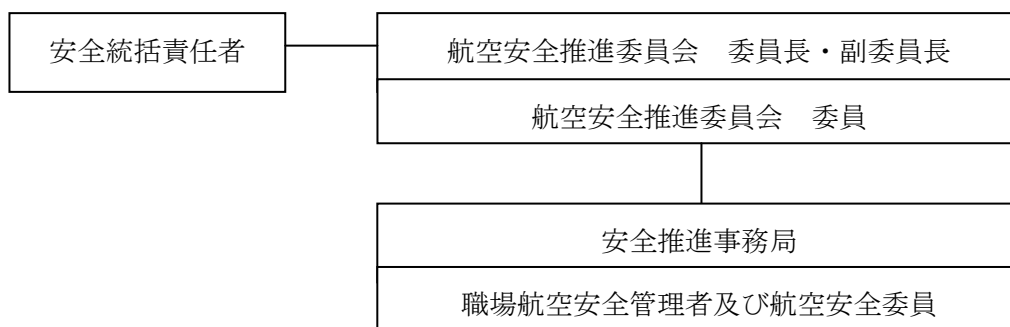 安全統括責任者
航空安全推進委員会　委員長・副委員長
航空安全推進委員会　委員
安全推進事務局
職場航空安全管理者及び航空安全委員